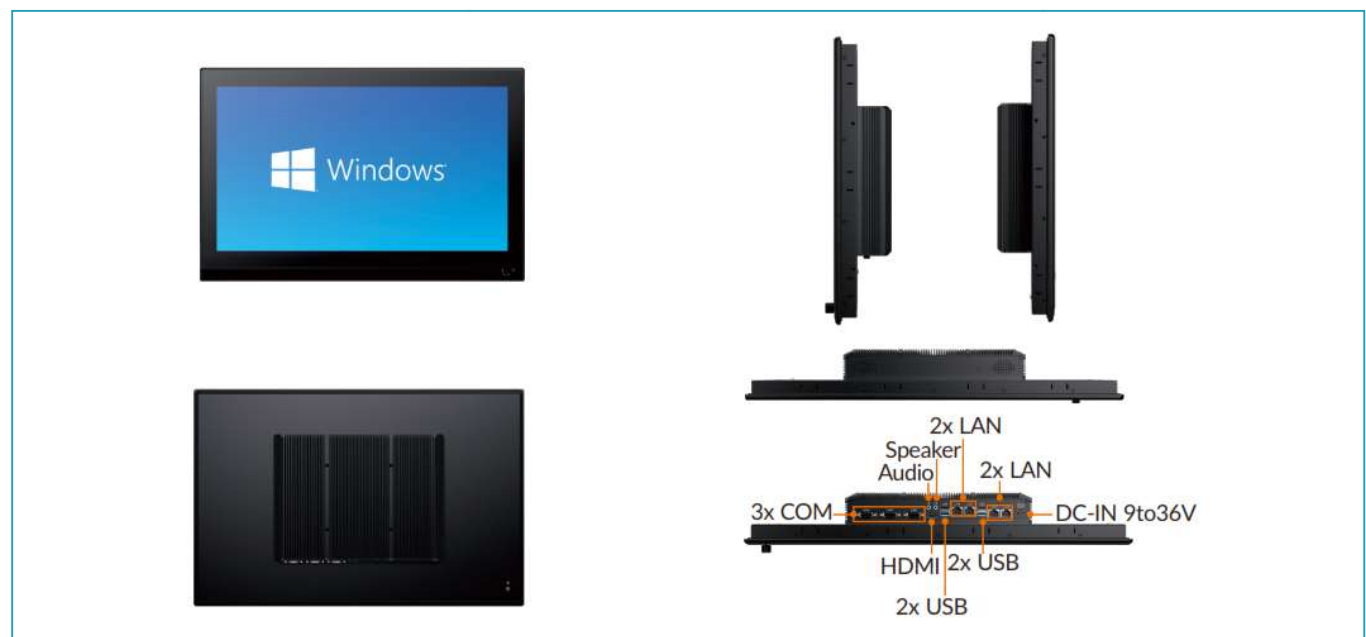 Windows
2x LAN
Speaker
Audio
2x LAN
3x COM
DC-IN 9to36V
HDMI
2x USB
2x USB